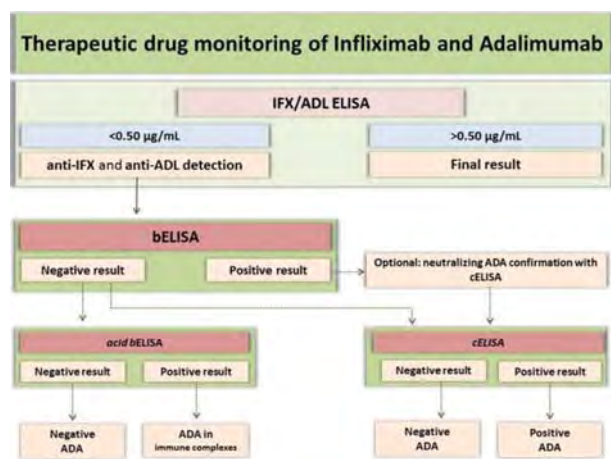 Therapeutic drug monitoring of Infliximab and Adalimumab
IFX/ADL ELISA
<0.50 µg/mL
>0.50 µg/mL
anti-IFX and anti-ADL detection
Final result
bELISA
Negative result
Positive result
Optional: neutralizing ADA confirmation with
cELISA
acid bELISA
Negative result
Positive result
cELISA
Negative result
Positive result
Negative
ADA
ADA in
immune complexes
Negative
ADA
Positive
ADA